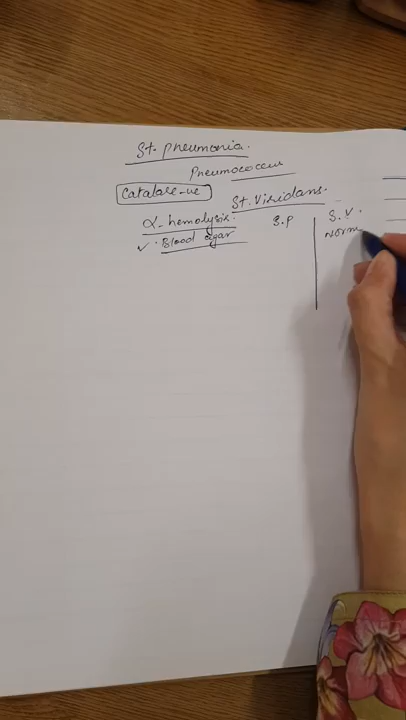 St. pneumonia.
Pneumococcus
Catalase -ve
St. Viridans.
α-hemolysis.
S.P
S.V.
✓ · Blood agar
Norm